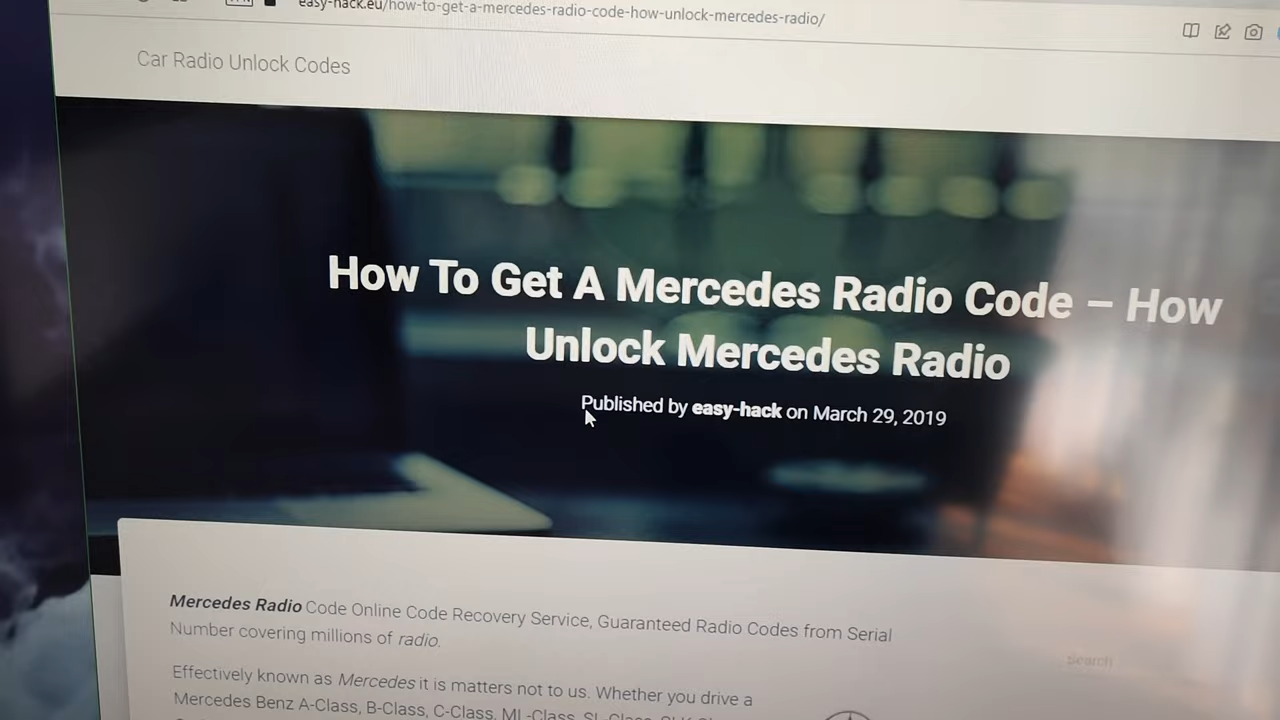 easy-hack.eu/how-to-get-a-mercedes-radio-code-how-unlock-mercedes-radio/
Car Radio Unlock Codes
How To Get A Mercedes Radio Code – How
Unlock Mercedes Radio
Published by easy-hack on March 29, 2019
Mercedes Radio Code Online Code Recovery Service, Guaranteed Radio Codes from Serial
Number covering millions of radio.
Search
Effectively known as Mercedes it is matters not to us. Whether you drive a
Mercedes Benz A-Class, B-Class, C-Class, ML-Class, SL-Class,